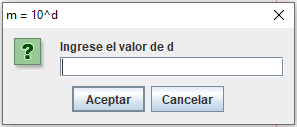 m = 10^d
Ingrese el valor de d
?
Aceptar
Cancelar